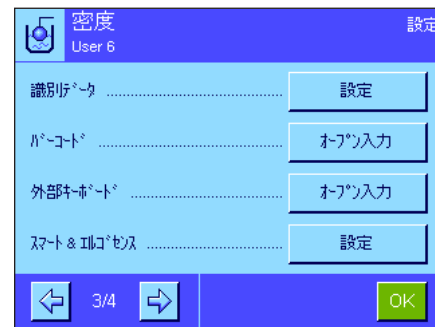 密度
設定
User 6
識別ﾃﾞｰﾀ ........................................ 設定
ﾊﾞｰｺｰﾄﾞ ........................................ ｵｰﾌﾟﾝ入力
外部ｷｰﾎﾞｰﾄﾞ ........................................ ｵｰﾌﾟﾝ入力
ｽﾏｰﾄ & ｴﾙｺﾞｾﾝｽ ........................................ 設定
3/4
OK